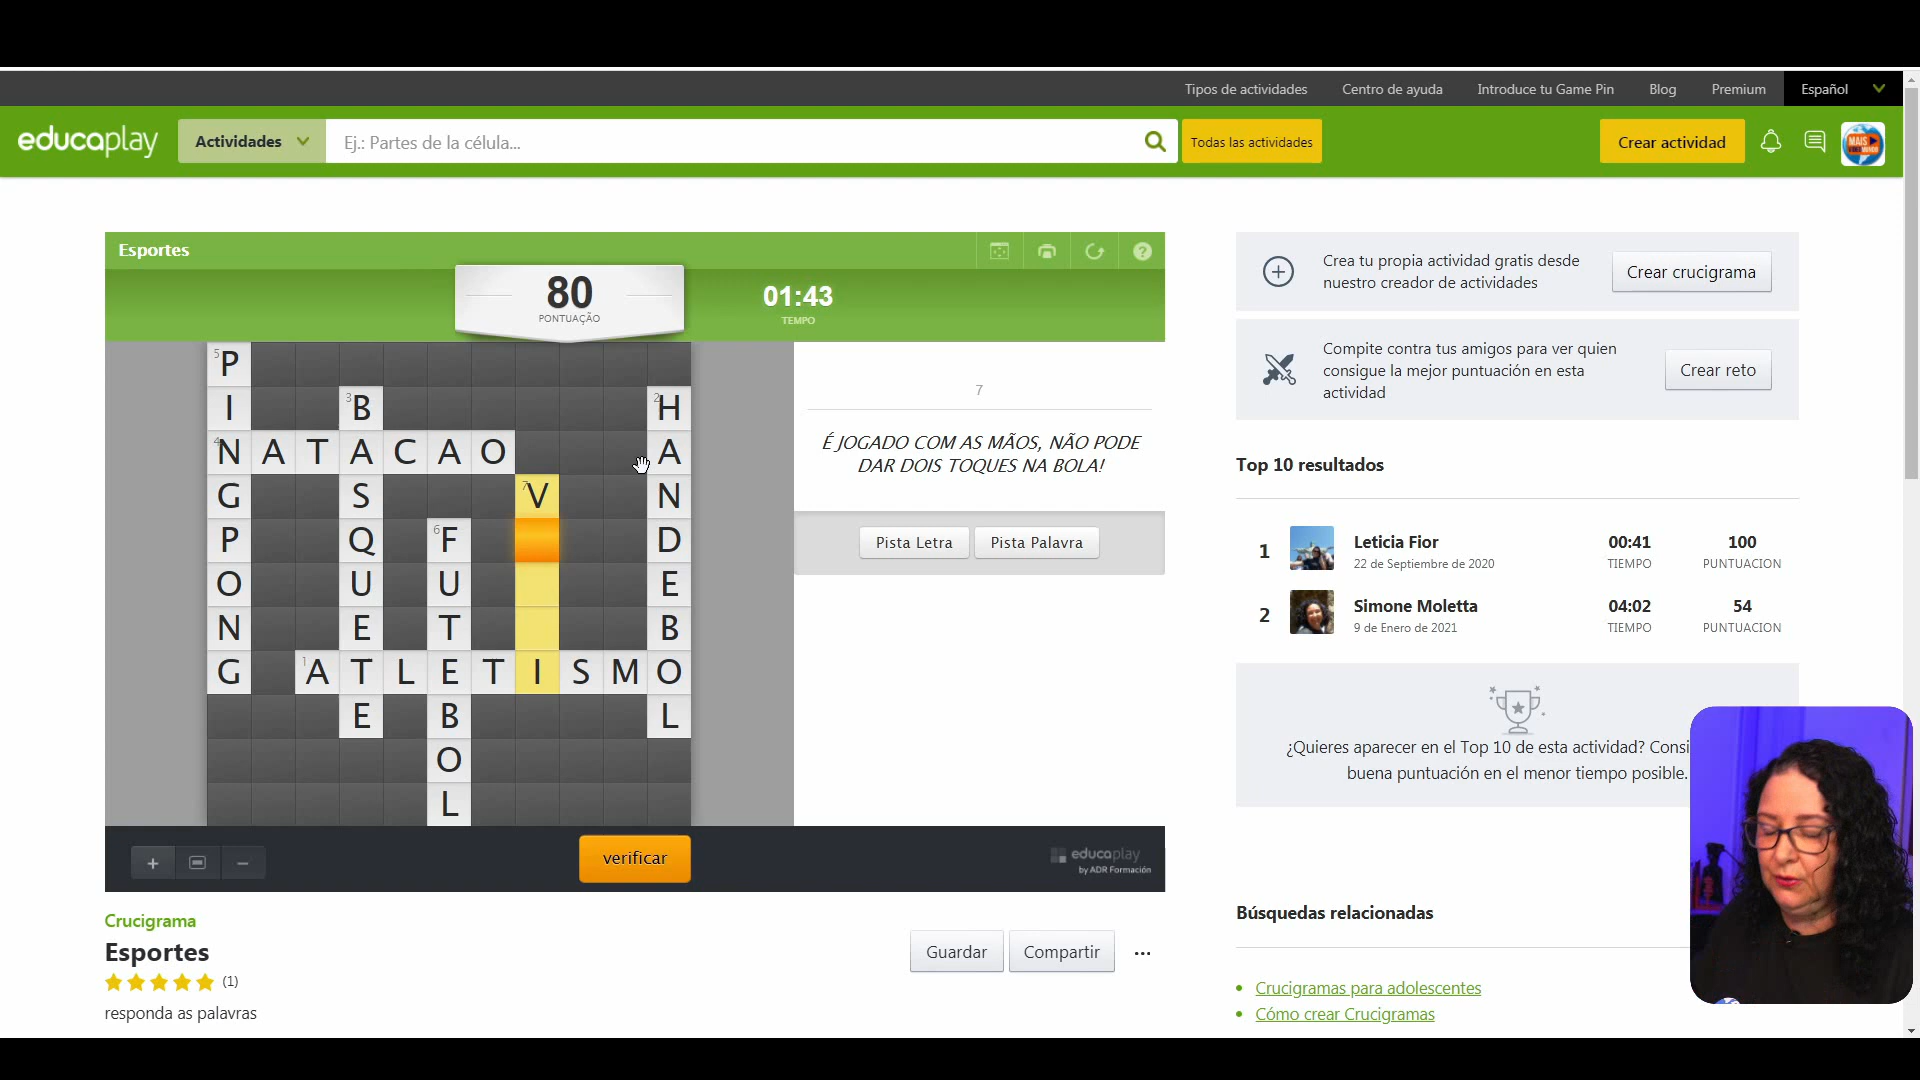 Tipos de actividades Centro de ayuda Introduce tu Game Pin Blog Premium Español
educaplay Actividades Ej.: Partes de la célula... Todas las actividades Crear actividad
Esportes
80
PONTUAÇÃO
01:43
TEMPO
5 P
I 3 B 2 H
4 N A T A C A O A
G S 7 V N
P Q 6 F D
O U U E
N E T B
G 1 A T L E T I S M O
E B L
O
L
7
É JOGADO COM AS MÃOS, NÃO PODE
DAR DOIS TOQUES NA BOLA!
Pista Letra Pista Palavra
verificar
educaplay
by ADR Formación
Crucigrama
Esportes
(1)
responda as palavras
Guardar Compartir ...
Crea tu propia actividad gratis desde
nuestro creador de actividades
Crear crucigrama
Compite contra tus amigos para ver quien
consigue la mejor puntuación en esta
actividad
Crear reto
Top 10 resultados
1 Leticia Fior 00:41 100
22 de Septiembre de 2020 TIEMPO PUNTUACION
2 Simone Moletta 04:02 54
9 de Enero de 2021 TIEMPO PUNTUACION
¿Quieres aparecer en el Top 10 de esta actividad? Consi
buena puntuación en el menor tiempo posible.
Búsquedas relacionadas
Crucigramas para adolescentes
Cómo crear Crucigramas